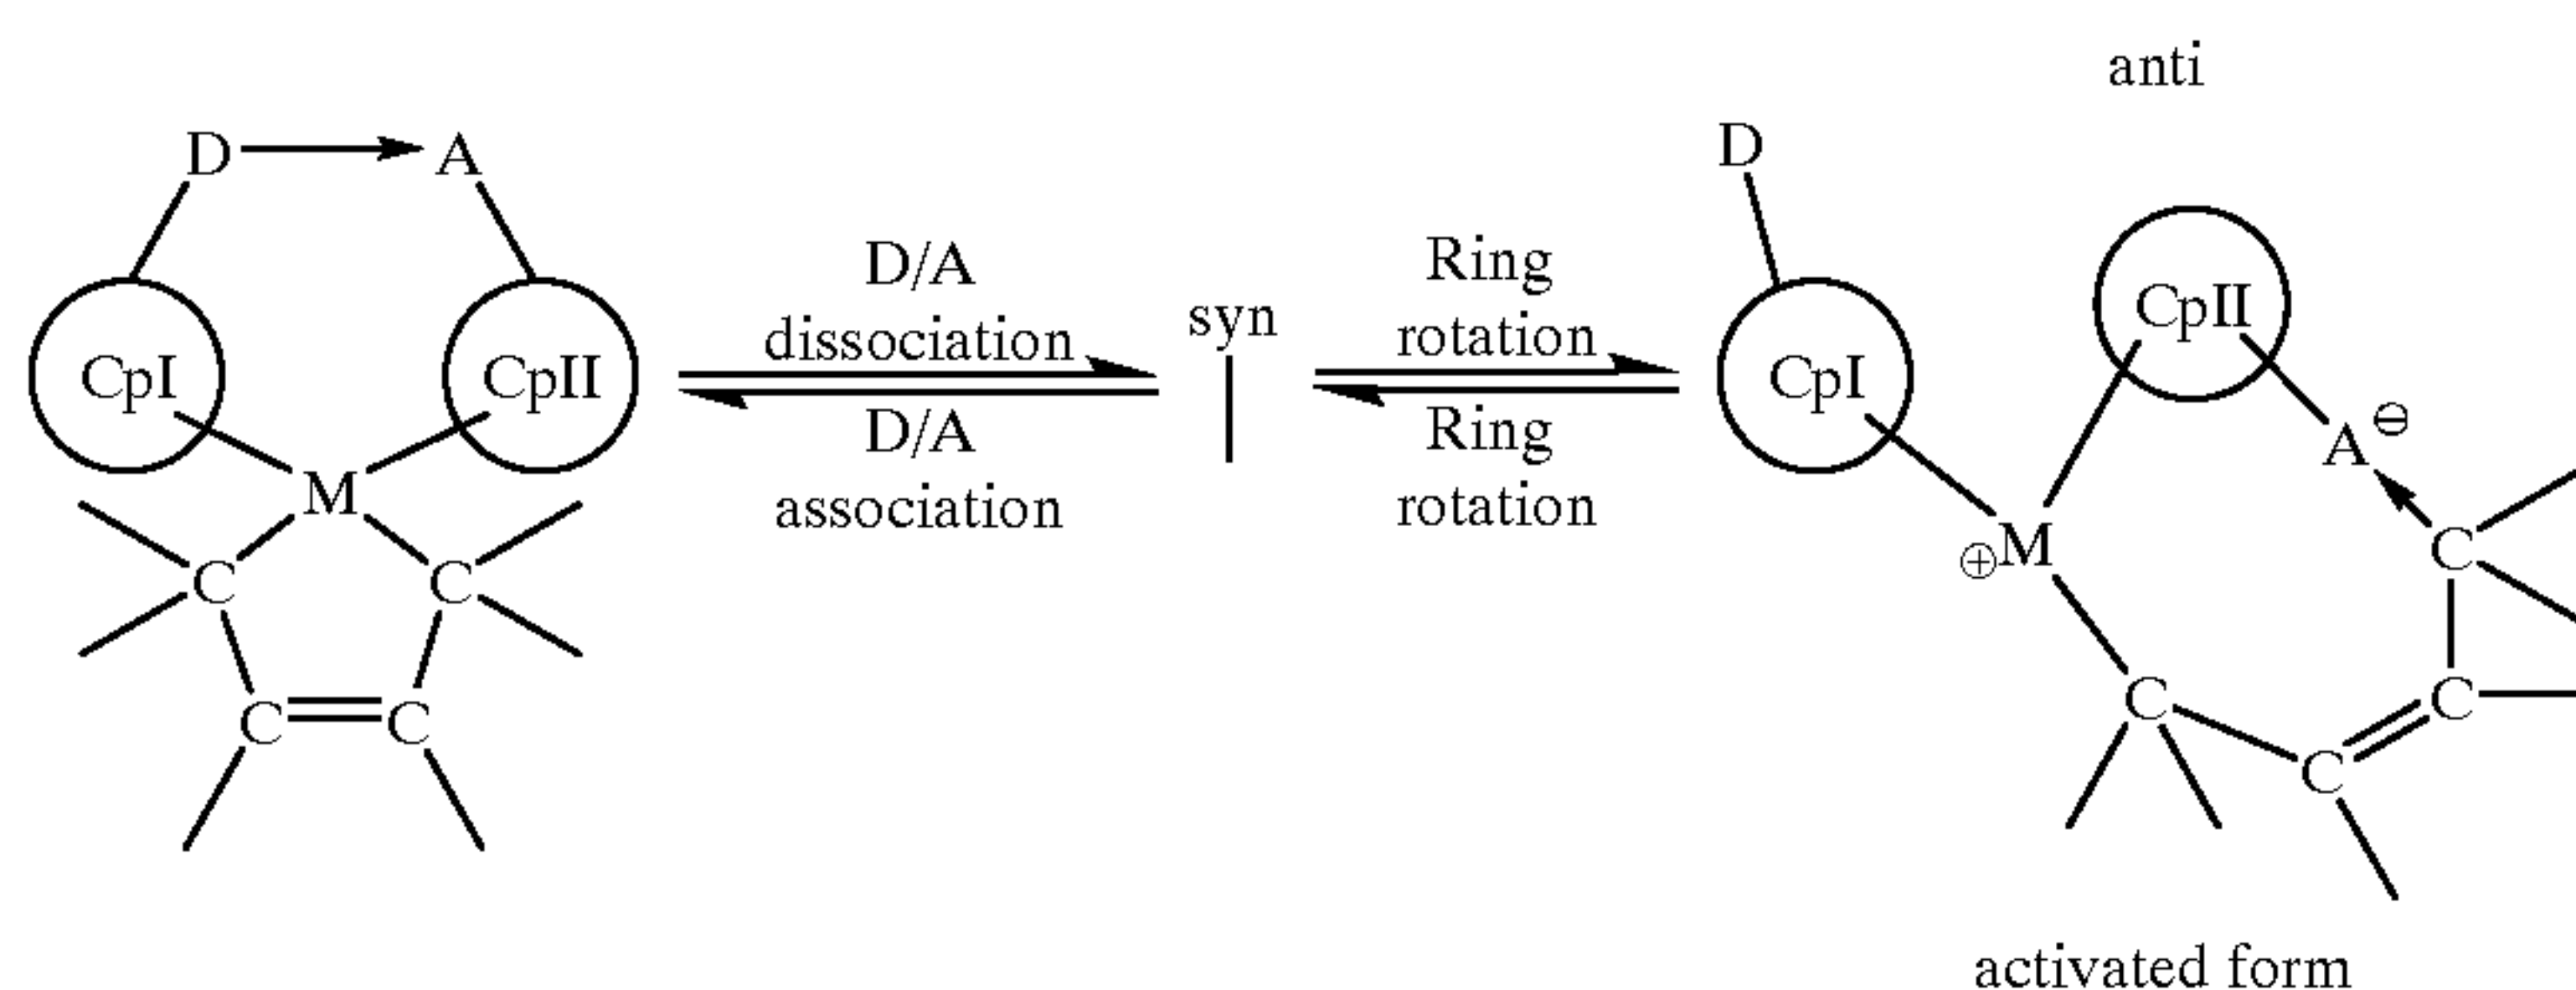 anti
D
A
D
D/A
dissociation
syn
Ring
rotation
CpI
CpII
CpI
CpII
D/A
association
Ring
rotation
A⊖
M
⊕M
C
C
C
C
C
C
C
C
activated form